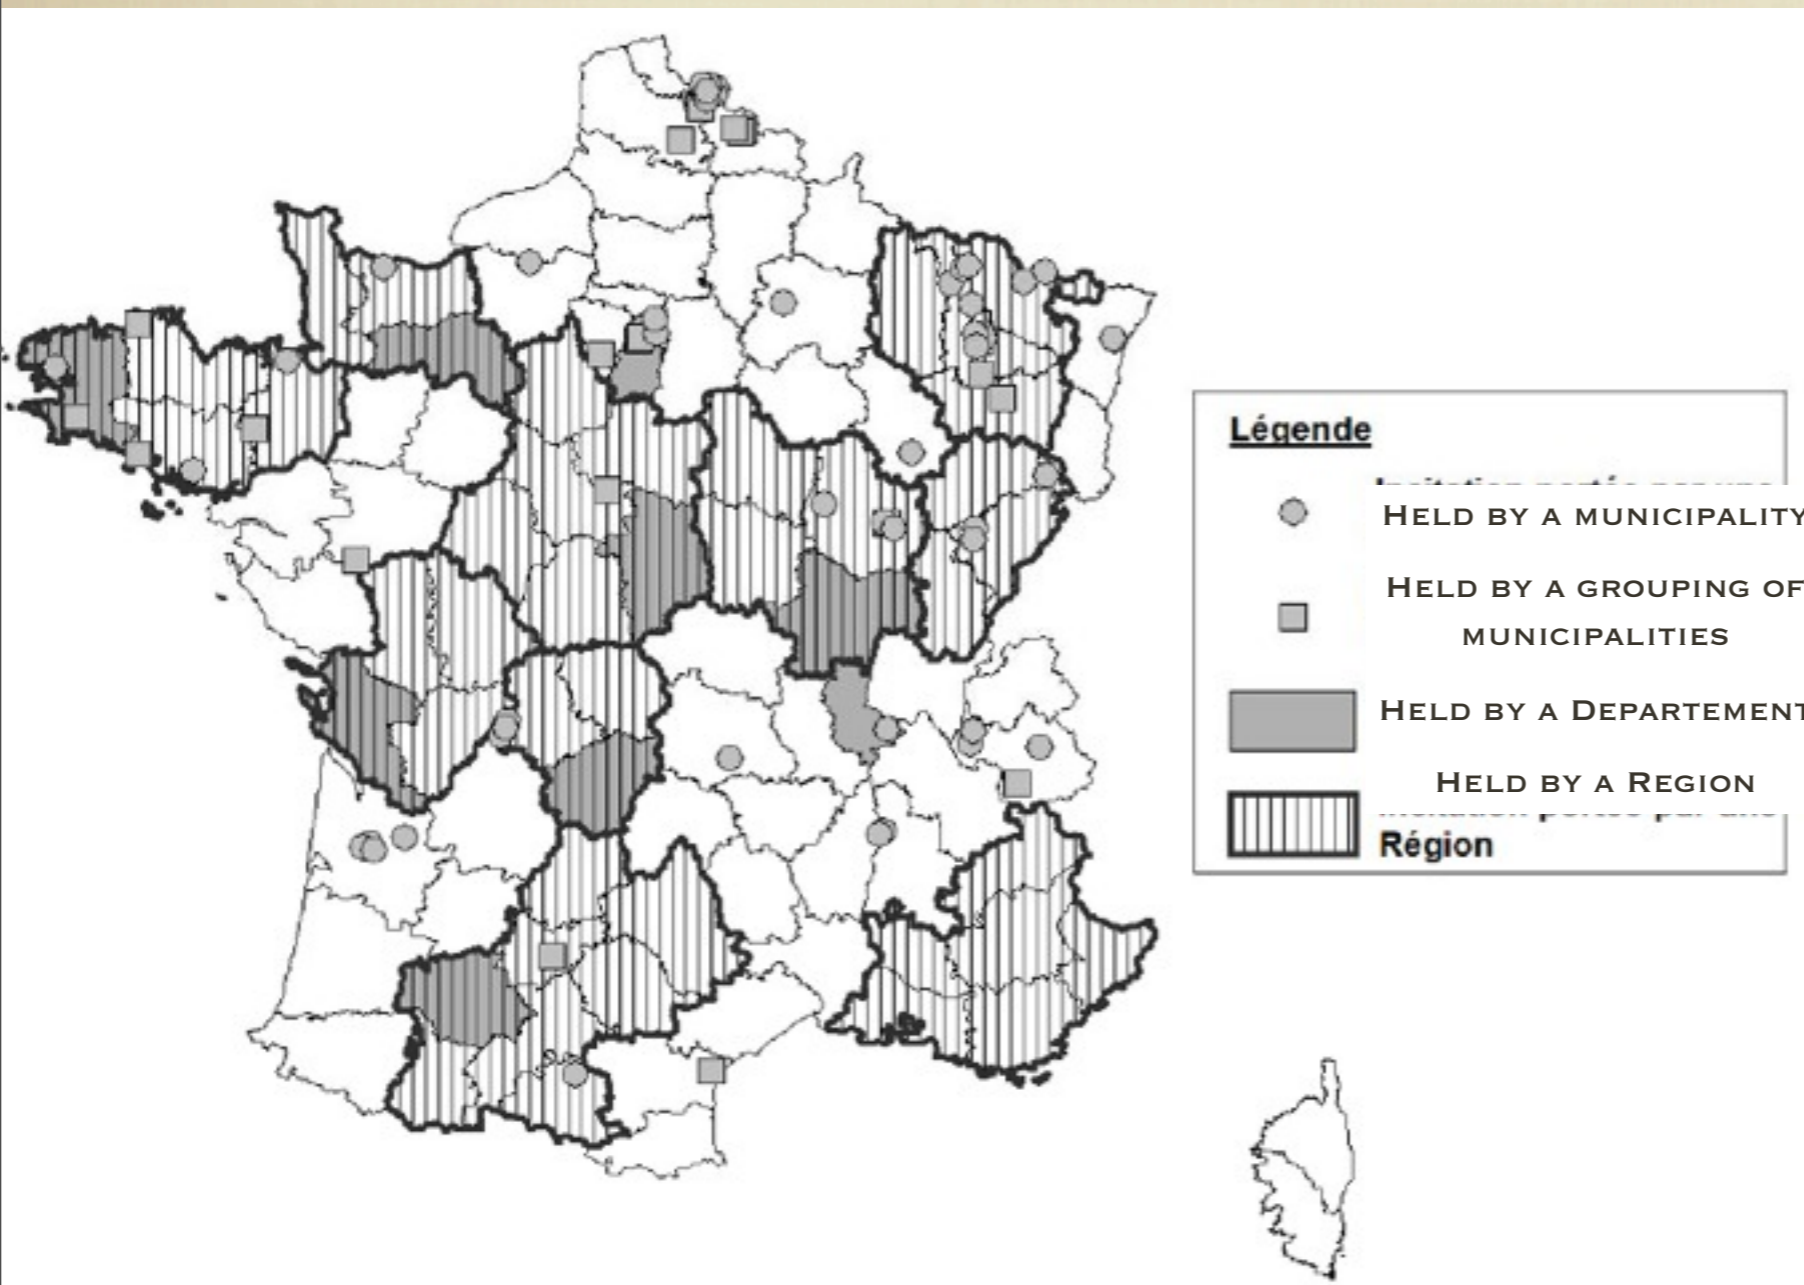 Légende
HELD BY A MUNICIPALITY
HELD BY A GROUPING OF
MUNICIPALITIES
HELD BY A DEPARTEMENT
HELD BY A REGION
Région